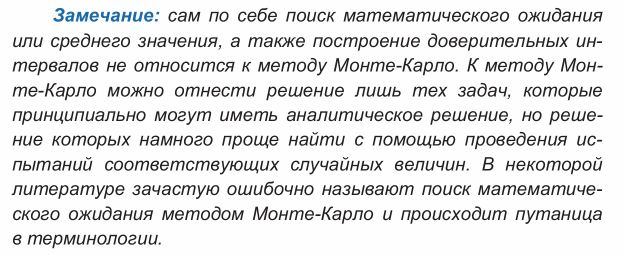 Замечание: сам по себе поиск математического ожидания
или среднего значения, а также построение доверительных ин-
тервалов не относится к методу Монте-Карло. К методу Мон-
те-Карло можно отнести решение лишь тех задач, которые
принципиально могут иметь аналитическое решение, но реше-
ние которых намного проще найти с помощью проведения ис-
пытаний соответствующих случайных величин. В некоторой
литературе зачастую ошибочно называют поиск математиче-
ского ожидания методом Монте-Карло и происходит путаница
в терминологии.